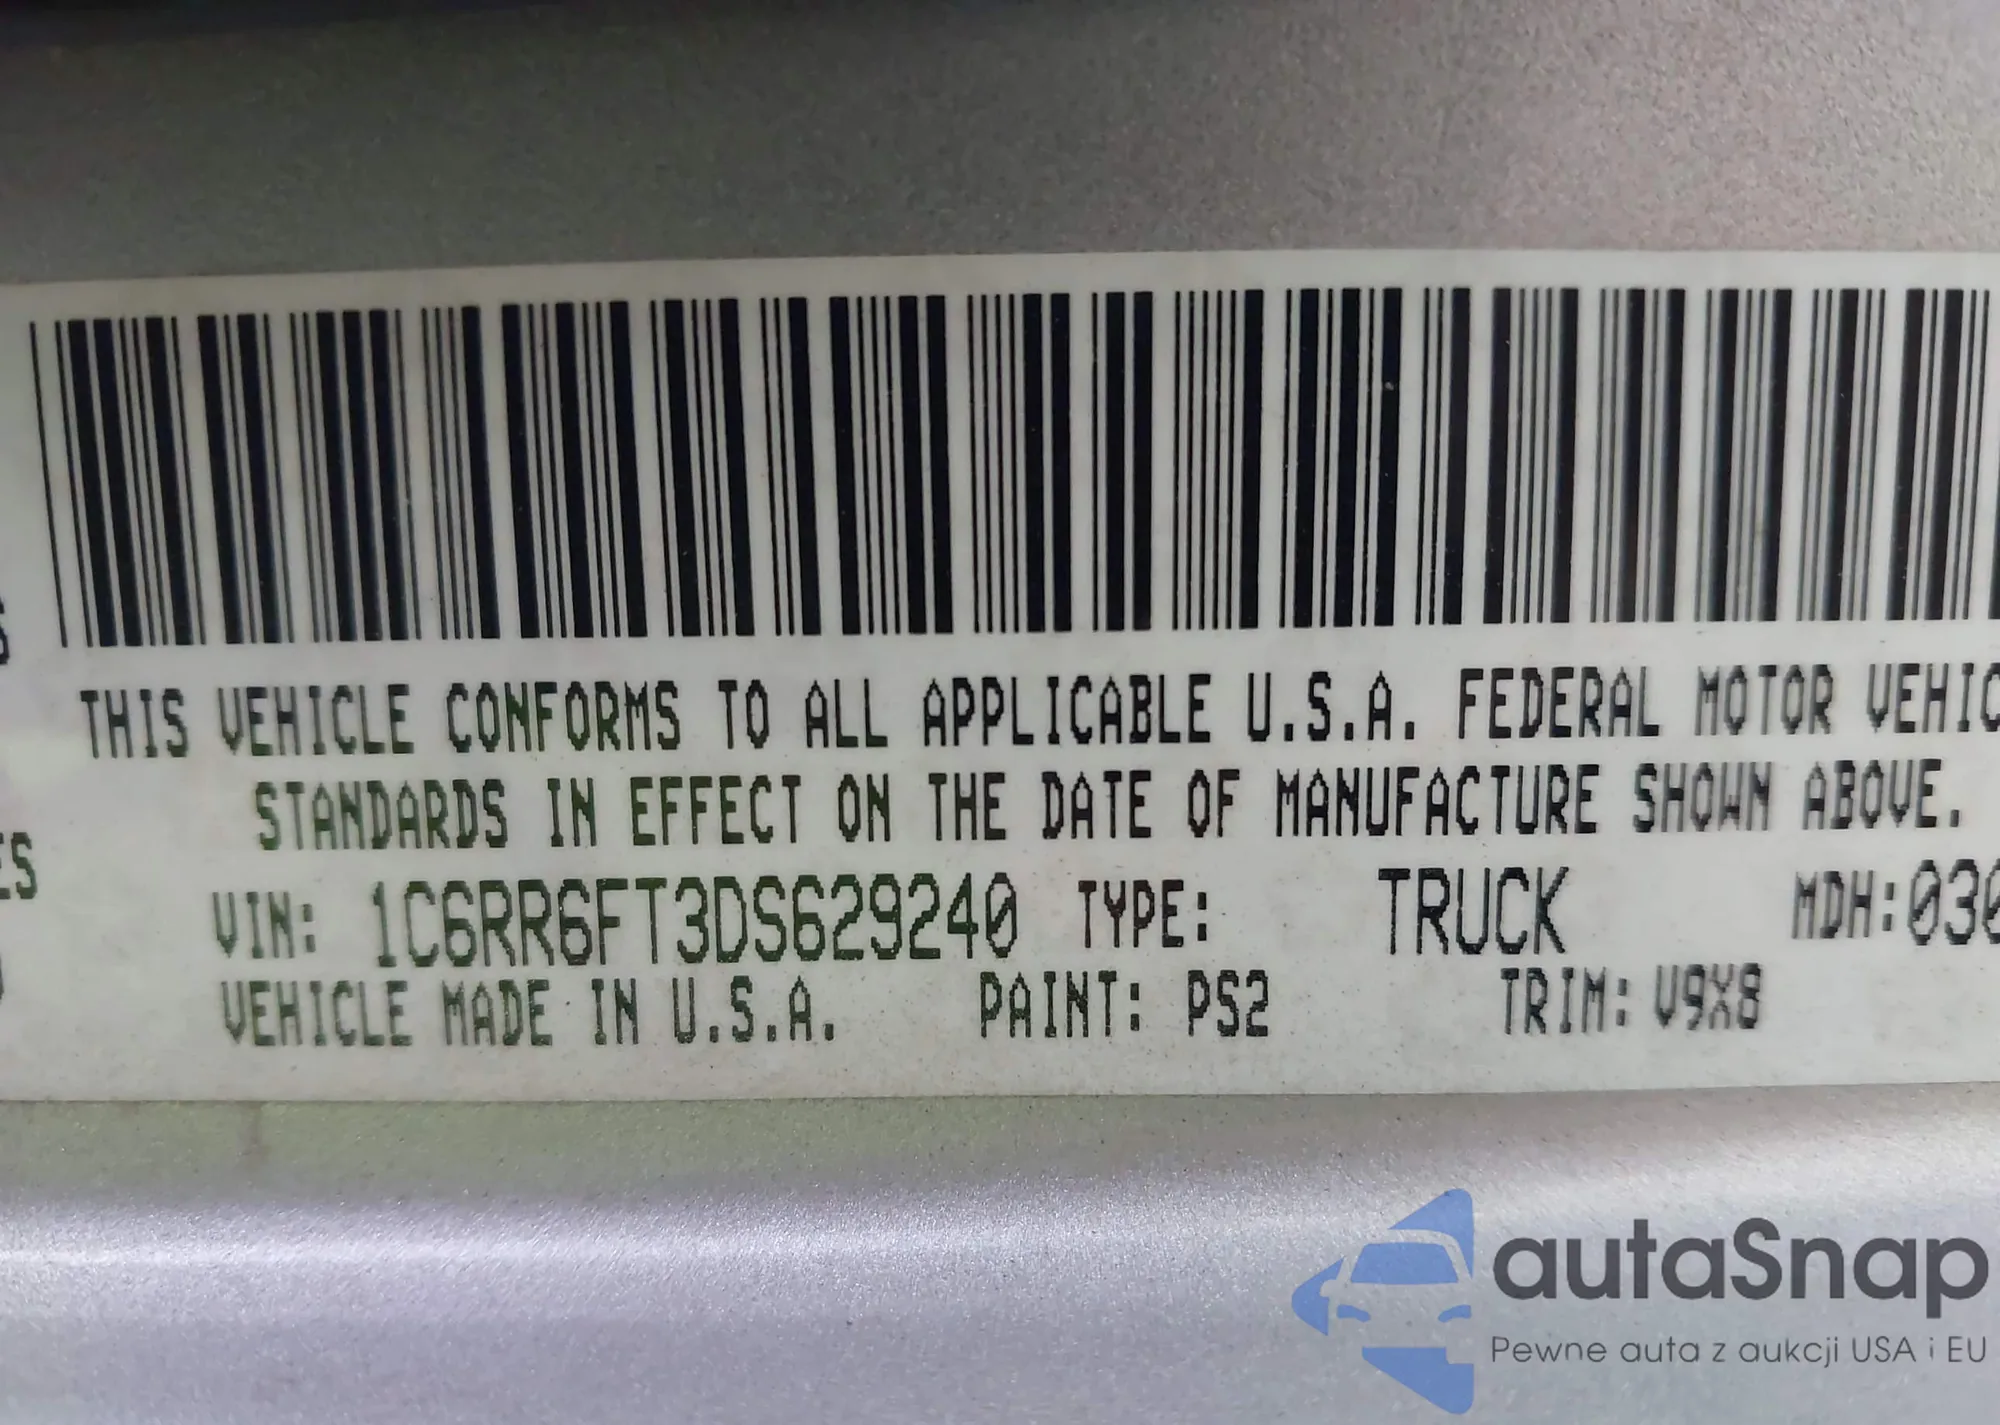 THIS VEHICLE CONFORMS TO ALL APPLICABLE U.S.A. FEDERAL MOTOR VEHIC
STANDARDS IN EFFECT ON THE DATE OF MANUFACTURE SHOWN ABOVE.
VIN: 1C6RR6FT3DS629240 TYPE: TRUCK MDH:030
VEHICLE MADE IN U.S.A. PAINT: PS2 TRIM: V9X8
autaSnap
Pewne auta z aukcji USA i EU